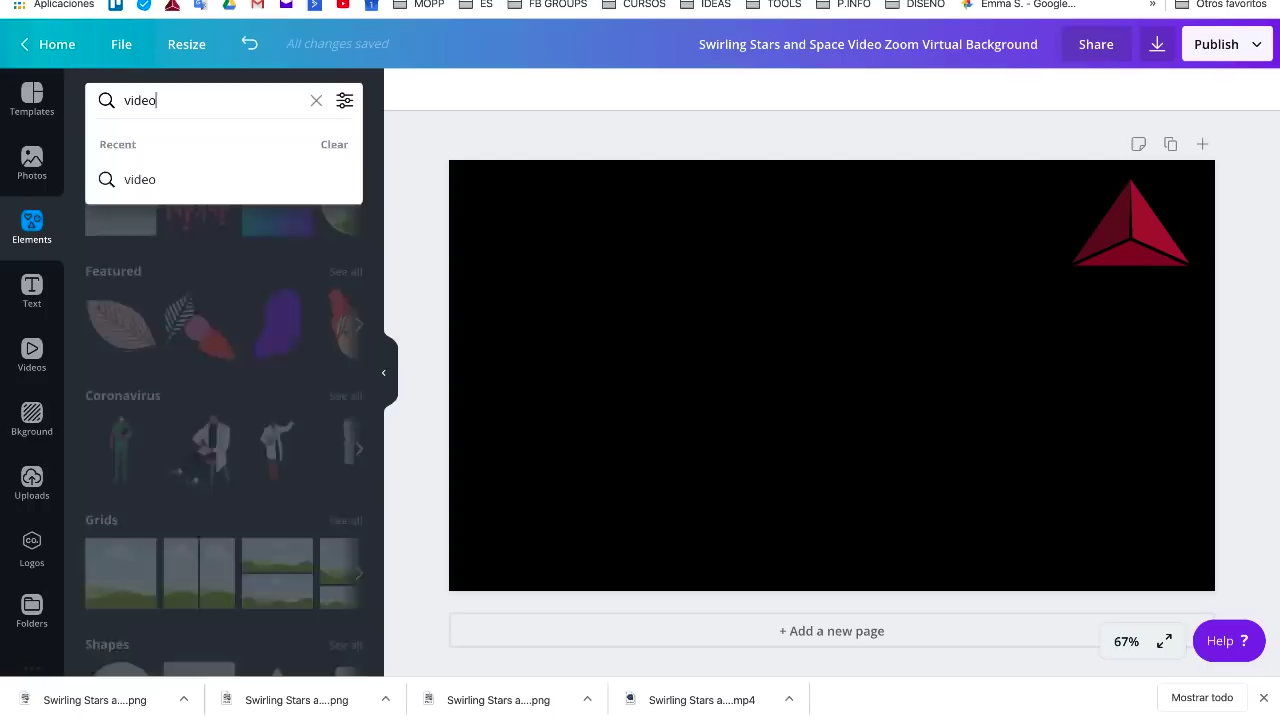 Aplicaciones MOPP ES FB GROUPS CURSOS IDEAS TOOLS P.INFO DISEÑO Emma S. - Google... » Otros favoritos
Home File Resize All changes saved Swirling Stars and Space Video Zoom Virtual Background Share Publish
Templates
Photos
Elements
Text
Videos
Bkground
Uploads
CO.
Logos
Folders
video
Recent Clear
video
Featured See all
Coronavirus See all
Grids See all
Shapes See all
+ Add a new page
67%
Help ?
Swirling Stars a....png Swirling Stars a....png Swirling Stars a....png Swirling Stars a....mp4 Mostrar todo